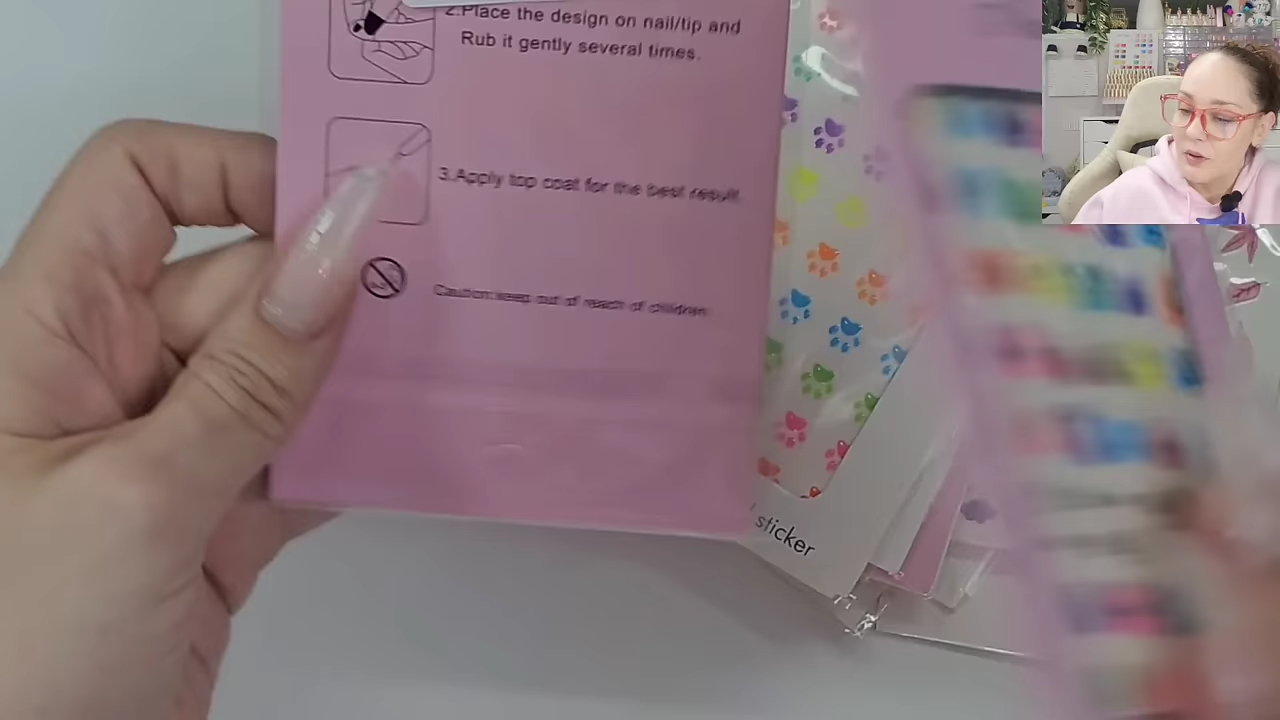 2.Place the design on nail/tip and
Rub it gently several times.
3.Apply top coat for the best result.
Caution:keep out of reach of children
sticker